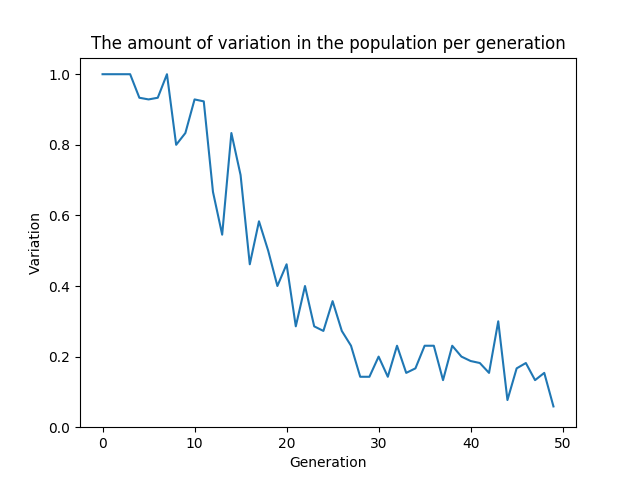 The amount of variation in the population per generation
1.0
0.8
0.6
0.4
0.2
0.0
Variation
0 10 20 30 40 50
Generation